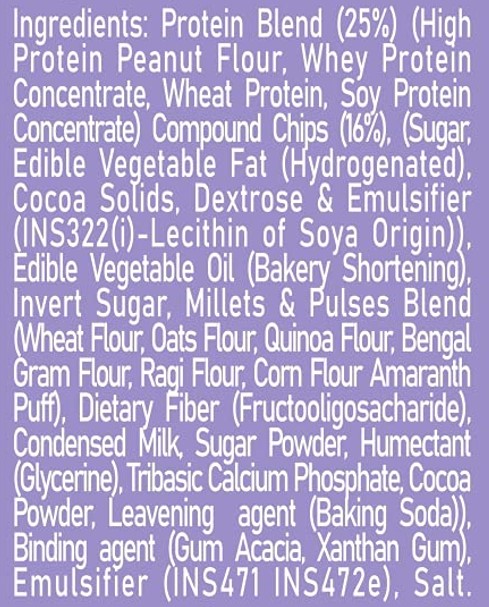 Ingredients: Protein Blend (25%) (High
Protein Peanut Flour, Whey Protein
Concentrate, Wheat Protein, Soy Protein
Concentrate) Compound Chips (16%), (Sugar,
Edible Vegetable Fat (Hydrogenated),
Cocoa Solids, Dextrose & Emulsifier
(INS322(i)-Lecithin of Soya Origin)),
Edible Vegetable Oil (Bakery Shortening),
Invert Sugar, Millets & Pulses Blend
(Wheat Flour, Oats Flour, Quinoa Flour, Bengal
Gram Flour, Ragi Flour, Corn Flour Amaranth
Puff), Dietary Fiber (Fructooligosacharide),
Condensed Milk, Sugar Powder, Humectant
(Glycerine), Tribasic Calcium Phosphate, Cocoa
Powder, Leavening agent (Baking Soda)),
Binding agent (Gum Acacia, Xanthan Gum),
Emulsifier (INS471 INS472e), Salt.